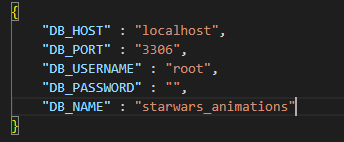 {
"DB_HOST" : "localhost",
"DB_PORT" : "3306",
"DB_USERNAME" : "root",
"DB_PASSWORD" : "",
"DB_NAME" : "starwars_animations"
}